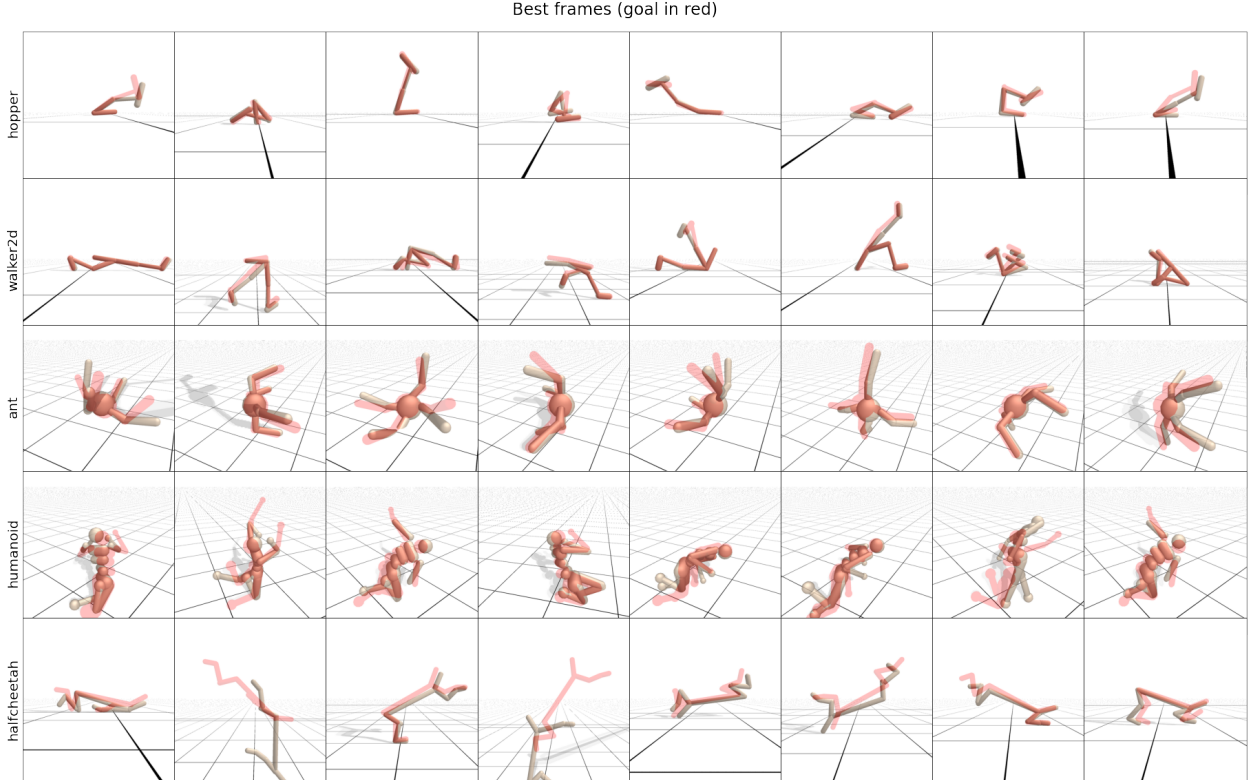 Best frames (goal in red)
hopper
walker2d
ant
humanoid
halfcheetah